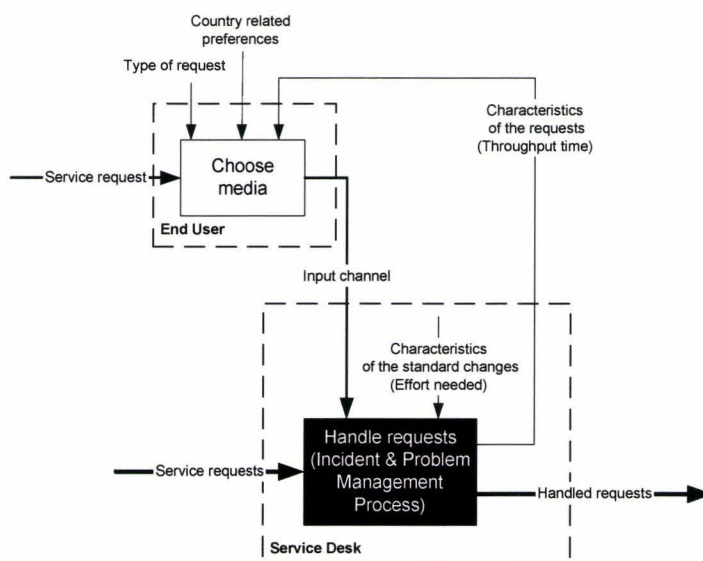 Country related
preferences
Type of request
Characteristics
of the requests
(Throughput time)
Choose
media
Service request
End User
Input channel
Characteristics
of the standard changes
(Effort needed)
Handle requests
(Incident & Problem
Management
Process)
Service requests
Handled requests
Service Desk